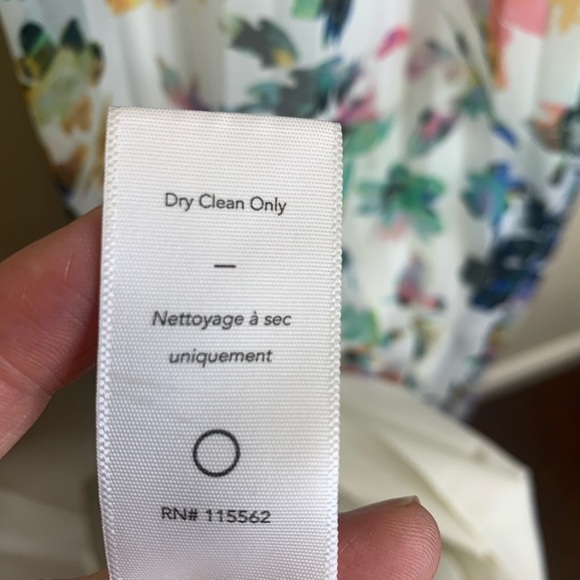 Dry Clean Only
—
Nettoyage à sec
uniquement
RN# 115562